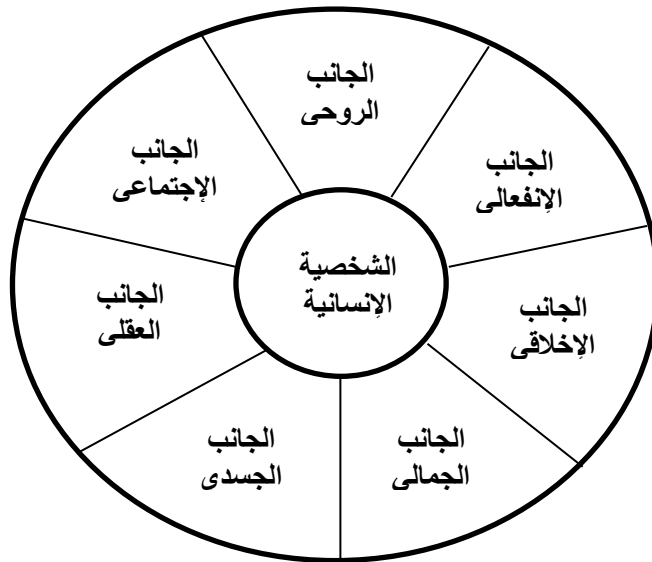 الجانب
الروحى
الجانب
الإنفعالى
الجانب
الإخلاقى
الجانب
الجمالى
الجانب
الجسدى
الجانب
العقلى
الجانب
الإجتماعى
الشخصية
الإنسانية